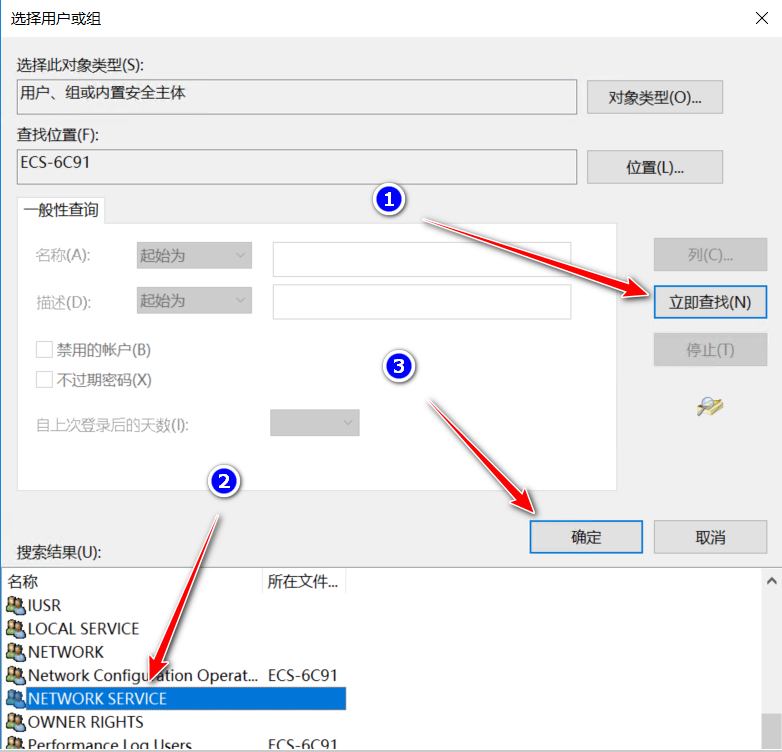 选择用户或组
选择此对象类型(S):
用户、组或内置安全主体
对象类型(O)...
查找位置(F):
ECS-6C91
位置(L)...
一般性查询
1
名称(A):
起始为
列(C)...
描述(D):
起始为
立即查找(N)
禁用的帐户(B)
3
停止(T)
不过期密码(X)
自上次登录后的天数(I):
2
确定
取消
搜索结果(U):
名称
所在文件...
IUSR
LOCAL SERVICE
NETWORK
Network Configuration Operat... ECS-6C91
NETWORK SERVICE
OWNER RIGHTS
Performance Log Users ECS-6C91